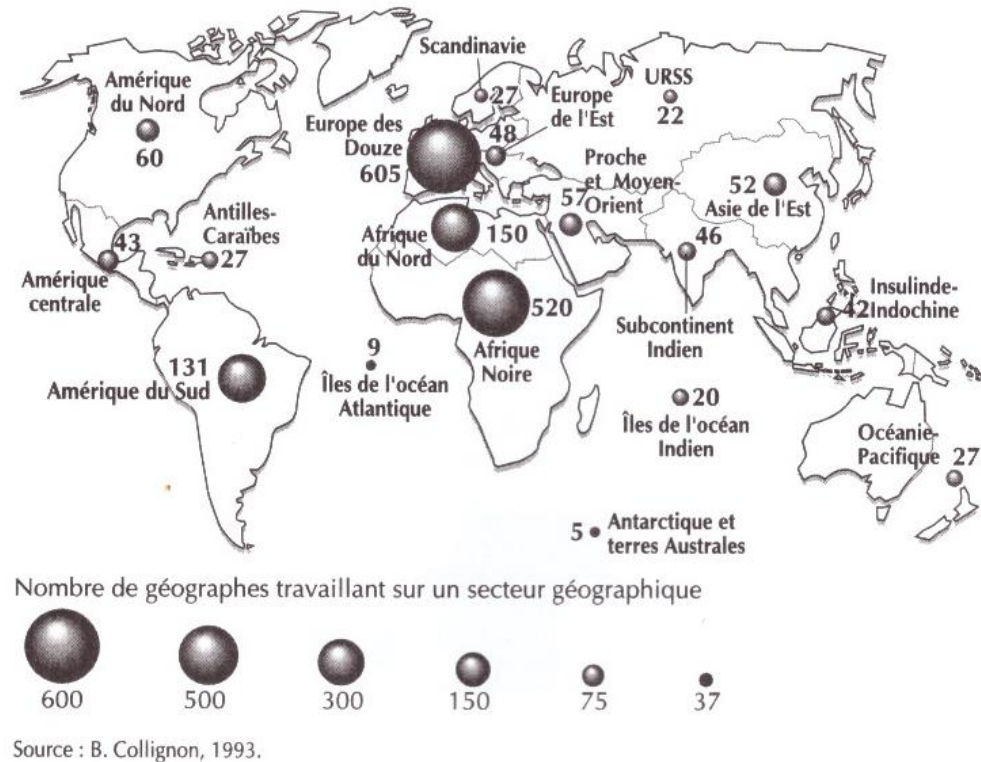 Amérique
du Nord
60
Scandinavie
27
URSS
22
Europe des
Douze
605
48
Europe
de l'Est
Proche
et Moyen-
Orient
57
52
Asie de l'Est
Antilles-
Caraïbes
27
43
Amérique
centrale
Afrique
du Nord
150
46
Subcontinent
Indien
Insulinde-
Indochine
42
520
Afrique
Noire
131
Amérique du Sud
9
Îles de l'océan
Atlantique
20
Îles de l'océan
Indien
Océanie-
Pacifique
27
5
Antarctique et
terres Australes
Nombre de géographes travaillant sur un secteur géographique
600 500 300 150 75 37
Source : B. Collignon, 1993.